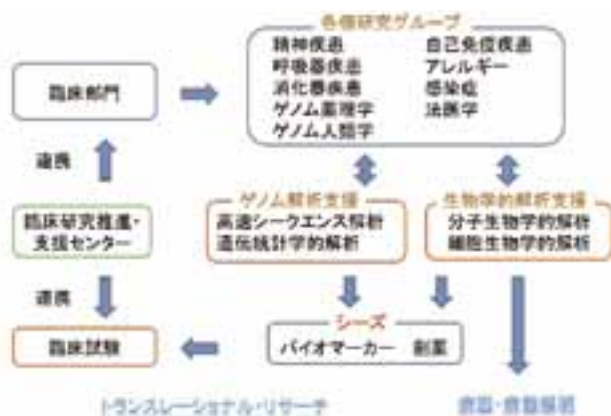 各種研究グループ
精神疾患
呼吸器疾患
消化器疾患
ゲノム薬理学
ゲノム人類学
自己免疫疾患
アレルギー
感染症
法医学
臨床部門
連携
臨床研究推進・
支援センター
連携
臨床試験
ゲノム解析支援
高速シークエンス解析
遺伝統計学的解析
生物学的解析支援
分子生物学的解析
細胞生物学的解析
シーズ
バイオマーカー 創薬
トランスレーショナル・リサーチ
病因・病態解明